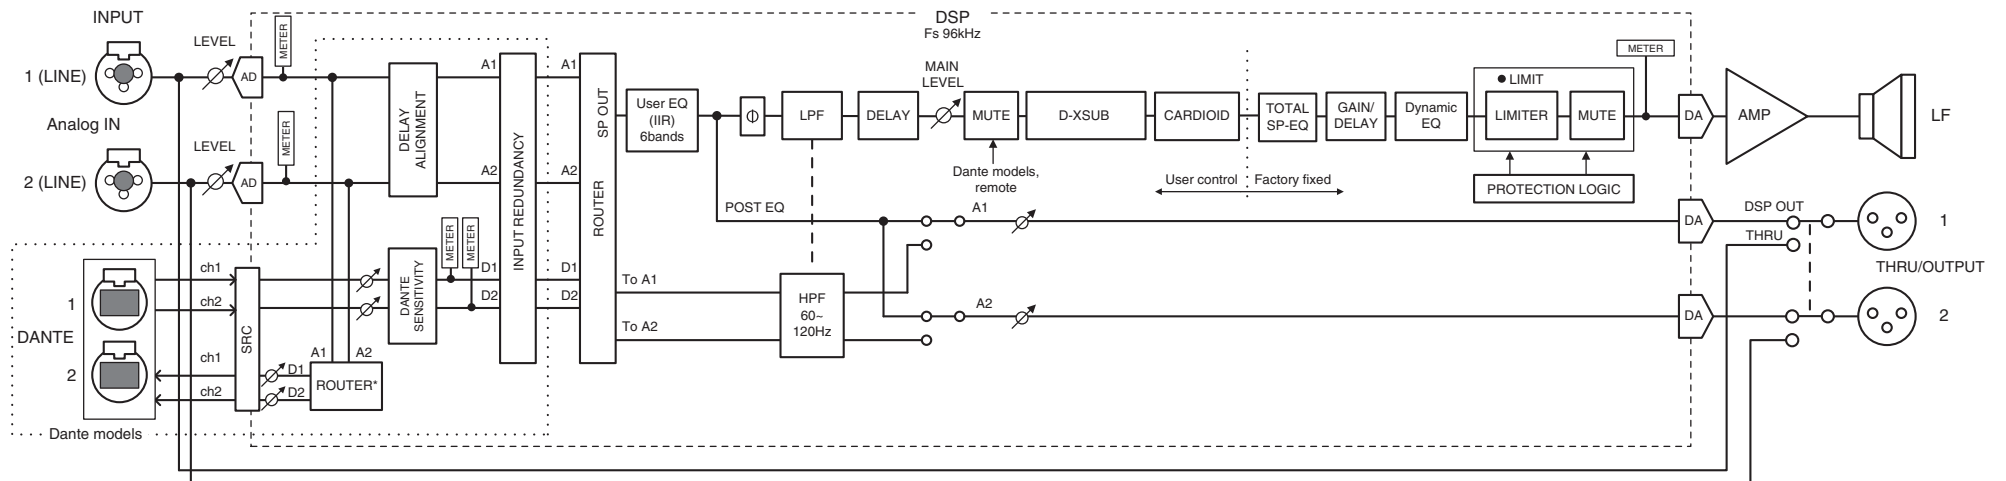 INPUT
DSP
Fs 96kHz
LEVEL
METER
METER
1 (LINE)
AD
A1
A1
MAIN
LEVEL
LIMIT
DA
AMP
LF
Analog IN
METER
DELAY
ALIGNMENT
INPUT REDUNDANCY
SP OUT
ROUTER
User EQ
(IIR)
6bands
Φ
LPF
DELAY
MUTE
D-XSUB
CARDIOID
TOTAL
SP-EQ
GAIN/
DELAY
Dynamic
EQ
LIMITER
MUTE
LEVEL
2 (LINE)
AD
A2
A2
Dante models,
remote
User control
Factory fixed
PROTECTION LOGIC
POST EQ
A1
DA
DSP OUT
1
THRU
THRU/OUTPUT
METER
METER
ch1
1
ch2
DANTE
SRC
DANTE
SENSITIVITY
D1
D1
D2
D2
To A1
To A2
HPF
60~
120Hz
A2
DA
2
A1
A2
ch1
2
ch2
D1
D2
ROUTER*
Dante models